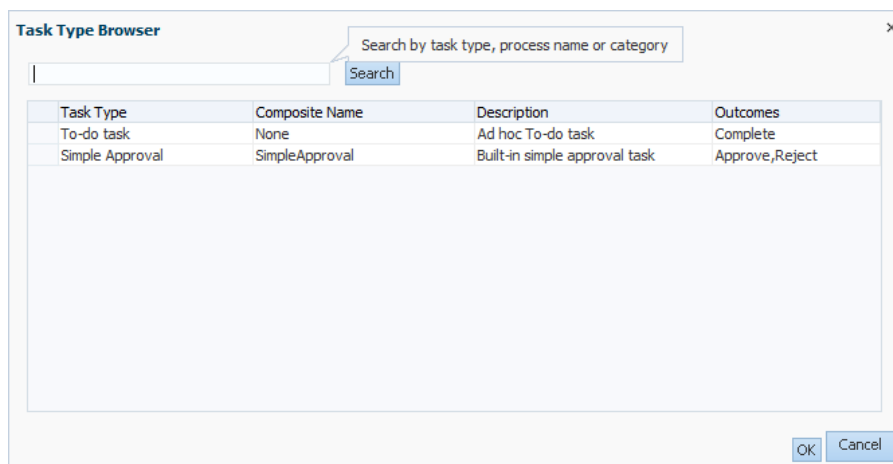 Task Type Browser
Search by task type, process name or category
Search
Task Type Composite Name Description Outcomes
To-do task None Ad hoc To-do task Complete
Simple Approval SimpleApproval Built-in simple approval task Approve,Reject
OK Cancel